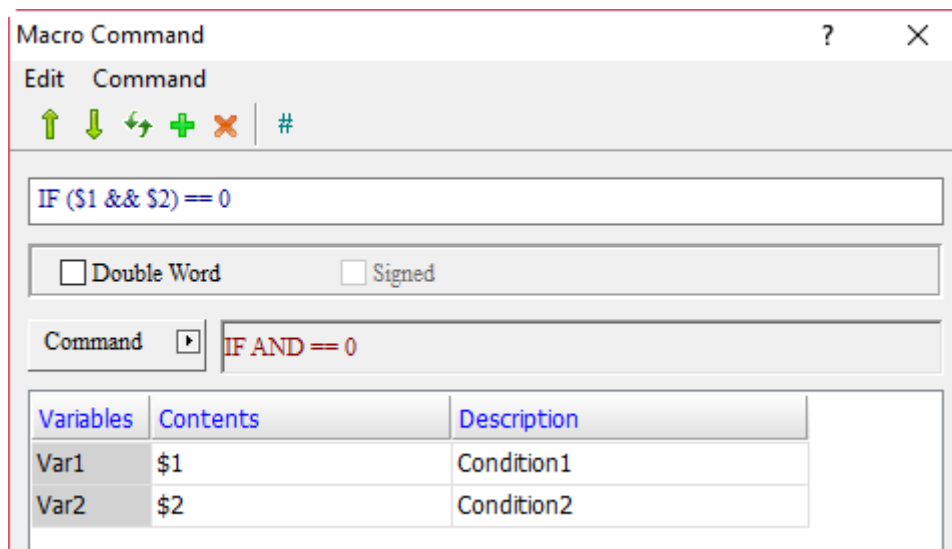 Macro Command ?
Edit Command
#
IF ($1 && $2) == 0
Double Word Signed
Command IF AND == 0
Variables Contents Description
Var1 $1 Condition1
Var2 $2 Condition2